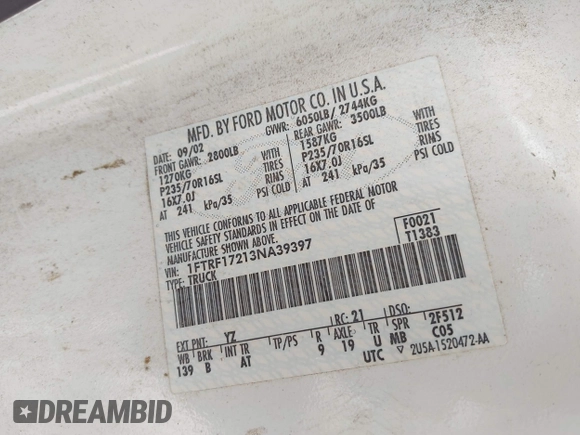 MFD. BY FORD MOTOR CO. IN U.S.A.
DATE: 09/02 GVWR: 6050LB/ 2744KG
FRONT GAWR: 2800LB REAR GAWR: 3500LB
1270KG WITH 1587KG WITH
P235/70R16SL TIRES P235/70R16SL TIRES
16X7.0J RIMS 16X7.0J RIMS
AT 241 kPa/35 PSI COLD AT 241 kPa/35 PSI COLD
THIS VEHICLE CONFORMS TO ALL APPLICABLE FEDERAL MOTOR
VEHICLE SAFETY STANDARDS IN EFFECT ON THE DATE OF
MANUFACTURE SHOWN ABOVE.
VIN: 1FTRF17213NA39397 F0021
TYPE: TRUCK T1383
EXT PNT: YZ RC: 21 DSO: 2F512
WB BRK INT TR TP/PS R AXLE TR SPR
139 B AT 9 19 U MB C05
UTC 2U5A-1520472-AA
DREAMBID